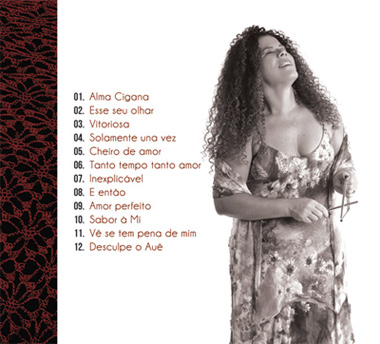 01. Alma Cigana
02. Esse seu olhar
03. Vitoriosa
04. Solamente una vez
05. Cheiro de amor
06. Tanto tempo tanto amor
07. Inexplicável
08. E então
09. Amor perfeito
10. Sabor à Mi
11. Vê se tem pena de mim
12. Desculpe o Auê